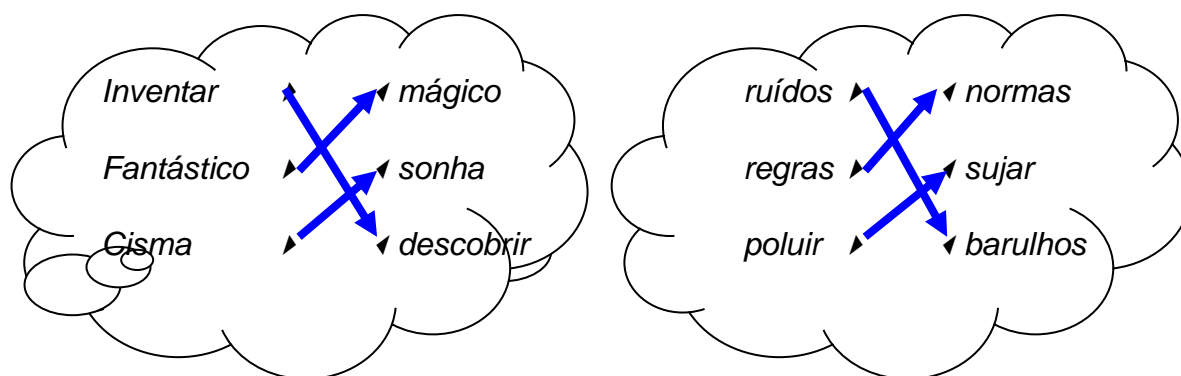 Inventar mágico
Fantástico sonha
Cisma descobrir
ruídos normas
regras sujar
poluir barulhos